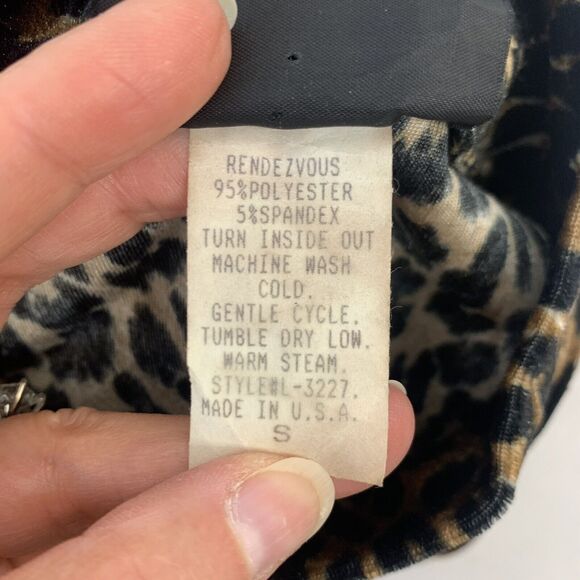 RENDEZVOUS
95%POLYESTER
5%SPANDEX
TURN INSIDE OUT
MACHINE WASH
COLD.
GENTLE CYCLE.
TUMBLE DRY LOW.
WARM STEAM.
STYLE#L-3227.
MADE IN U.S.A.
S